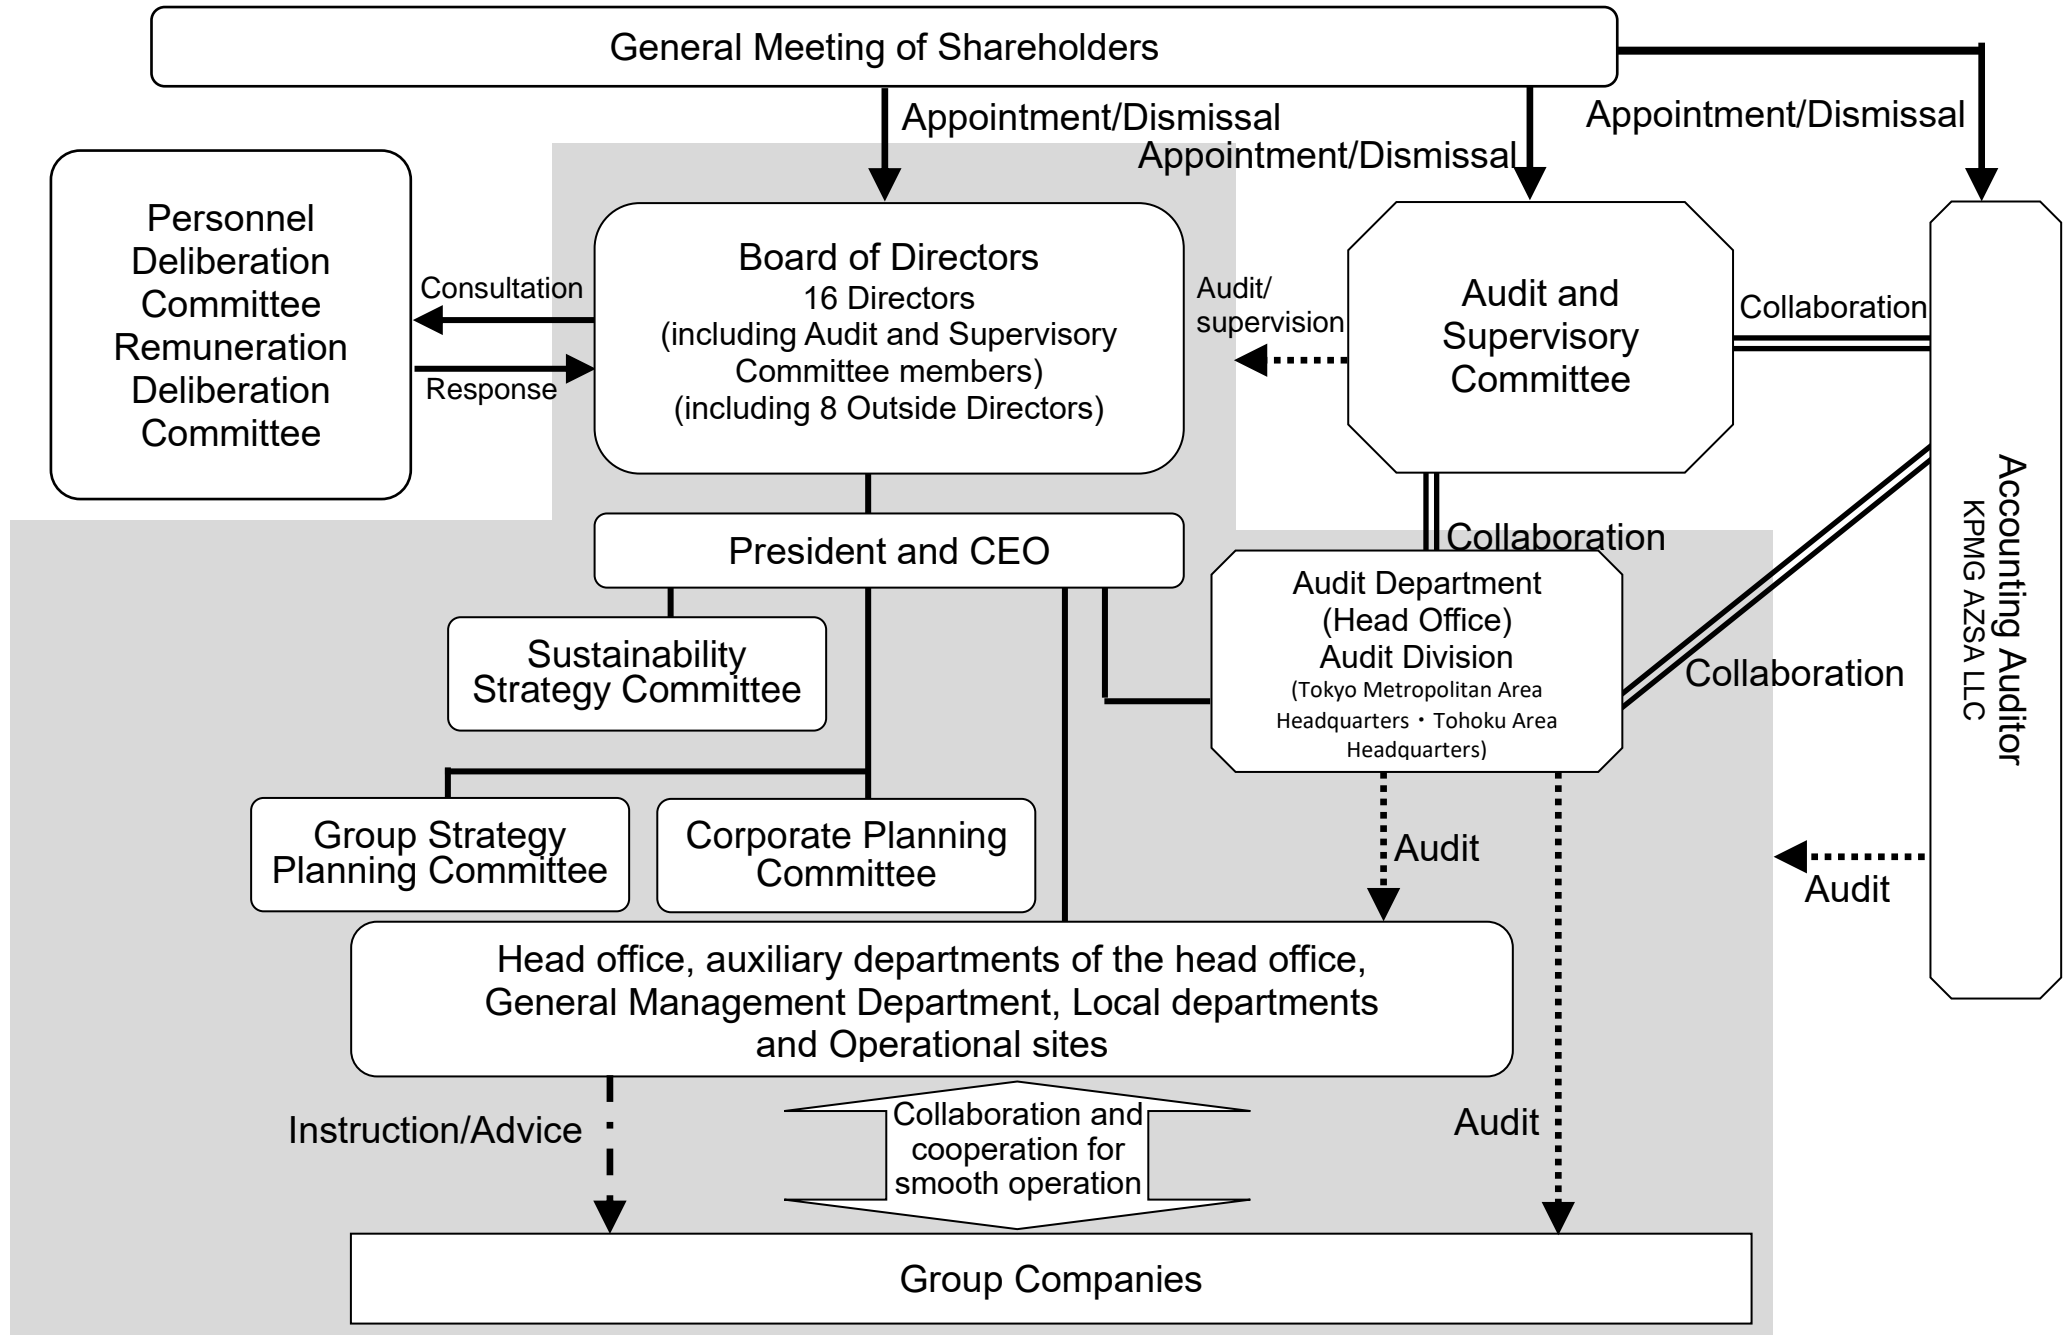 General Meeting of Shareholders
Appointment/Dismissal
Appointment/Dismissal
Appointment/Dismissal
Personnel
Deliberation
Committee
Remuneration
Deliberation
Committee
Consultation
Response
Board of Directors
16 Directors
(including Audit and Supervisory
Committee members)
(including 8 Outside Directors)
Audit/
supervision
Audit and
Supervisory
Committee
Collaboration
Accounting Auditor
KPMG AZSA LLC
President and CEO
Collaboration
Audit Department
(Head Office)
Audit Division
(Tokyo Metropolitan Area
Headquarters・Tohoku Area
Headquarters)
Collaboration
Sustainability
Strategy Committee
Group Strategy
Planning Committee
Corporate Planning
Committee
Audit
Audit
Head office, auxiliary departments of the head office,
General Management Department, Local departments
and Operational sites
Instruction/Advice
Collaboration and
cooperation for
smooth operation
Audit
Group Companies